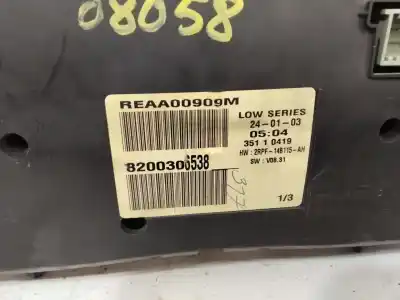 08058
REAA00909M
LOW SERIES
24-01-03
05:04
351 1 0419
HW : 2RPF-14B115-AH
SW : V08.31
8200306538
317
1/3